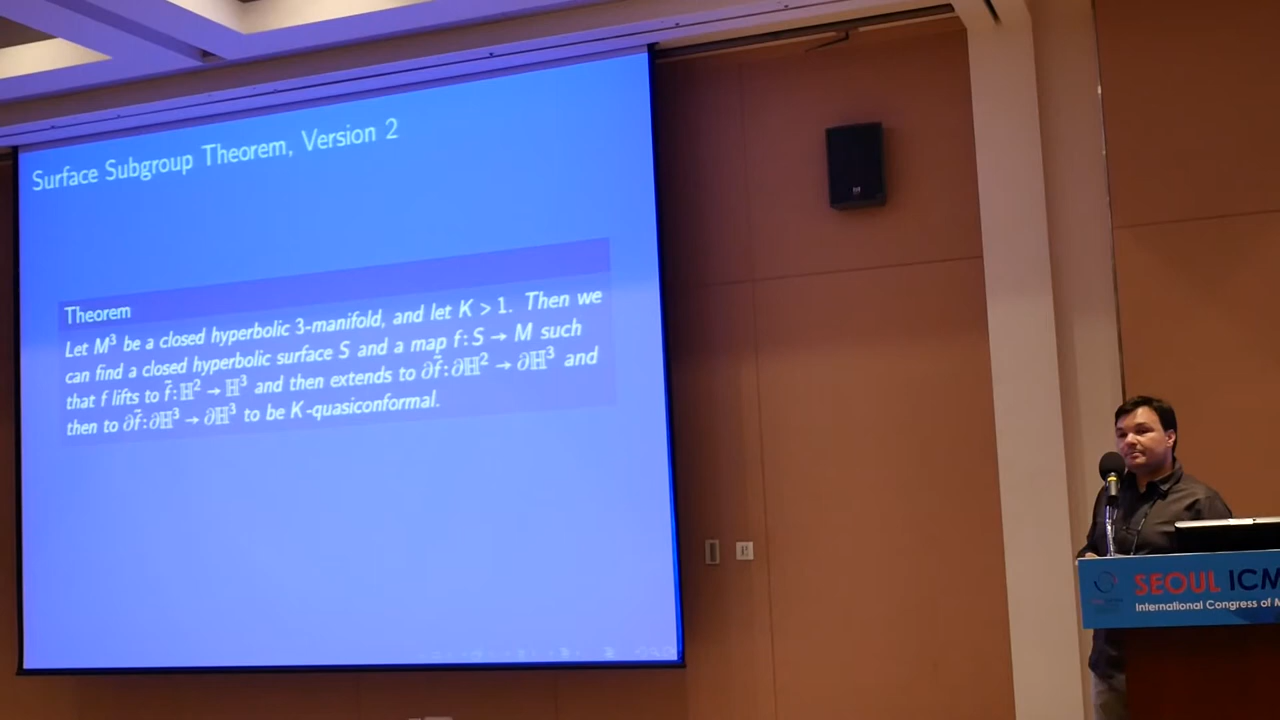 Surface Subgroup Theorem, Version 2
Theorem
Let M³ be a closed hyperbolic 3-manifold, and let K > 1. Then we
can find a closed hyperbolic surface S and a map f: S → M such
that f lifts to f̃: ℍ² → ℍ³ and then extends to ∂f̃: ∂ℍ² → ∂ℍ³ and
then to ∂f̃: ∂ℍ³ → ∂ℍ³ to be K-quasiconformal.
SEOUL ICM
International Congress of M